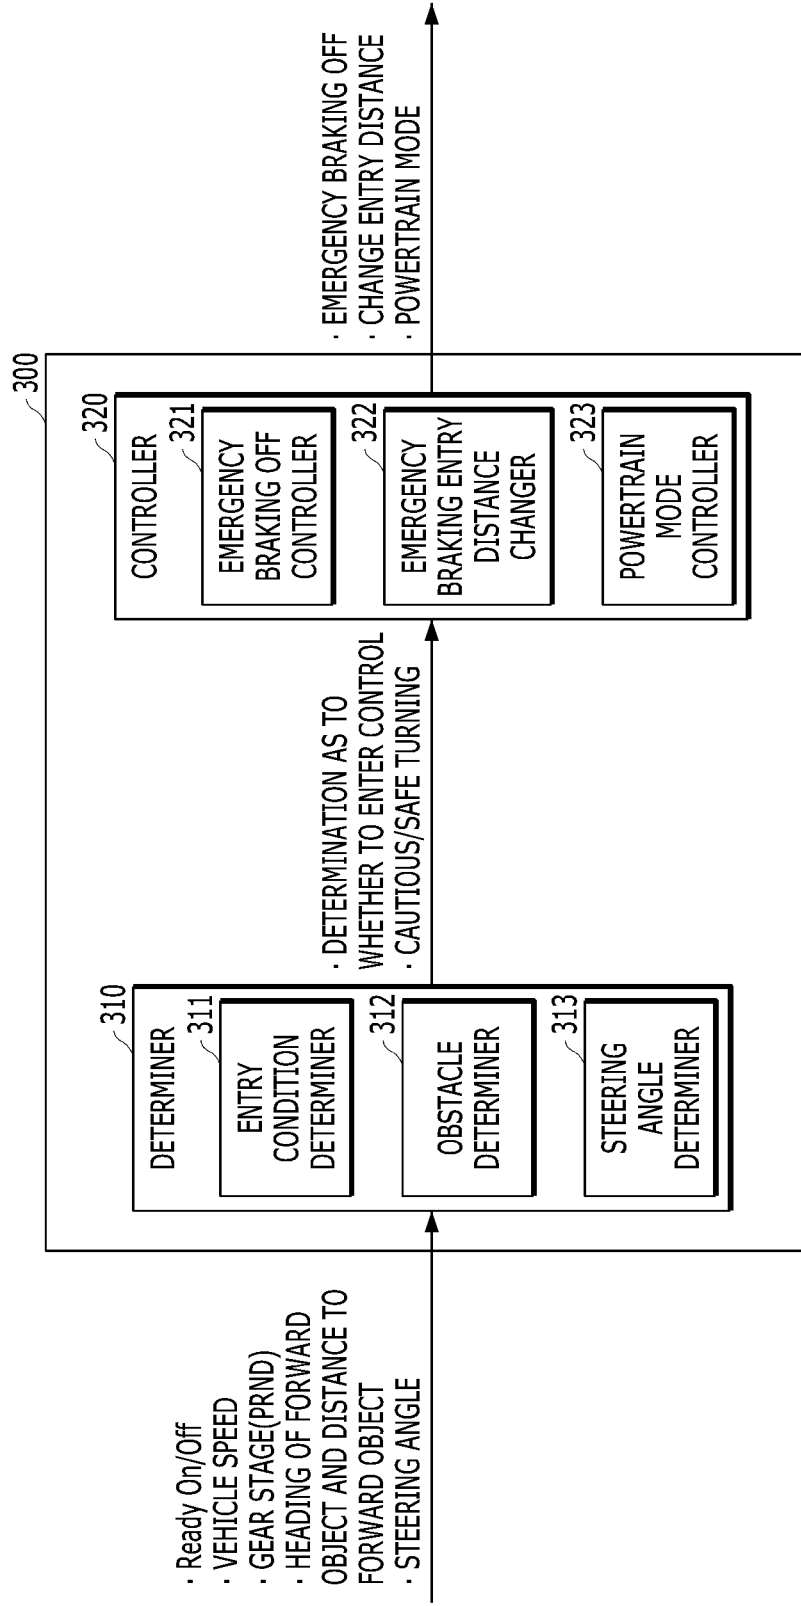 · Ready On/Off
· VEHICLE SPEED
· GEAR STAGE(PRND)
· HEADING OF FORWARD
OBJECT AND DISTANCE TO
FORWARD OBJECT
· STEERING ANGLE
300
310
DETERMINER
311
ENTRY
CONDITION
DETERMINER
312
OBSTACLE
DETERMINER
313
STEERING
ANGLE
DETERMINER
· DETERMINATION AS TO
WHETHER TO ENTER CONTROL
· CAUTIOUS/SAFE TURNING
320
CONTROLLER
321
EMERGENCY
BRAKING OFF
CONTROLLER
322
EMERGENCY
BRAKING ENTRY
DISTANCE
CHANGER
323
POWERTRAIN
MODE
CONTROLLER
· EMERGENCY BRAKING OFF
· CHANGE ENTRY DISTANCE
· POWERTRAIN MODE